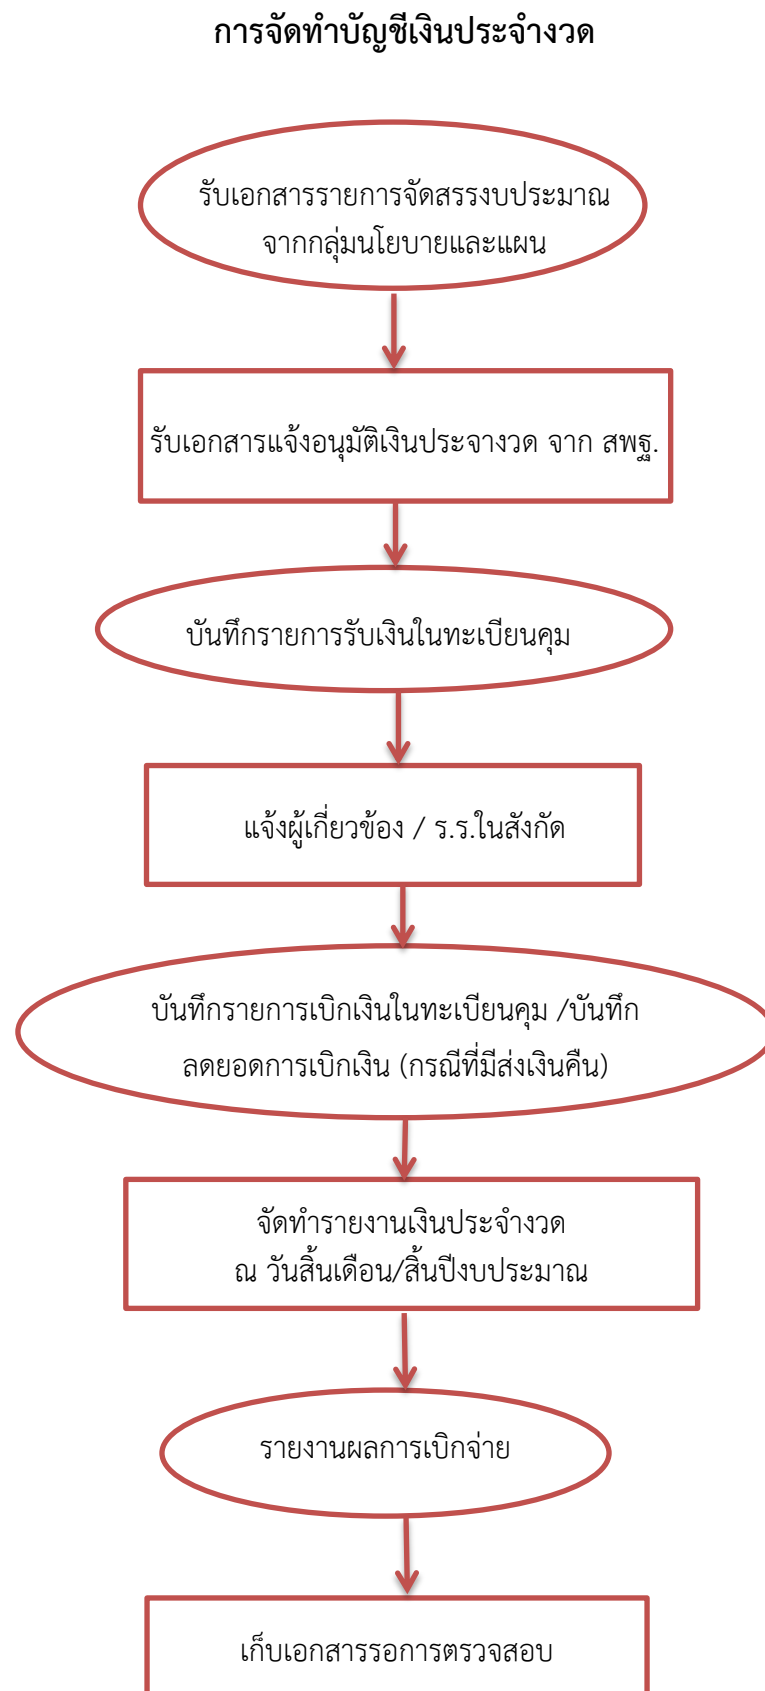 การจัดทำบัญชีเงินประจำงวด
รับเอกสารรายการจัดสรรงบประมาณ
จากกลุ่มนโยบายและแผน
รับเอกสารแจ้งอนุมัติเงินประจางวด จาก สพฐ.
บันทึกรายการรับเงินในทะเบียนคุม
แจ้งผู้เกี่ยวข้อง / ร.ร.ในสังกัด
บันทึกรายการเบิกเงินในทะเบียนคุม /บันทึก
ลดยอดการเบิกเงิน (กรณีที่มีส่งเงินคืน)
จัดทำรายงานเงินประจำงวด
ณ วันสิ้นเดือน/สิ้นปีงบประมาณ
รายงานผลการเบิกจ่าย
เก็บเอกสารรอการตรวจสอบ